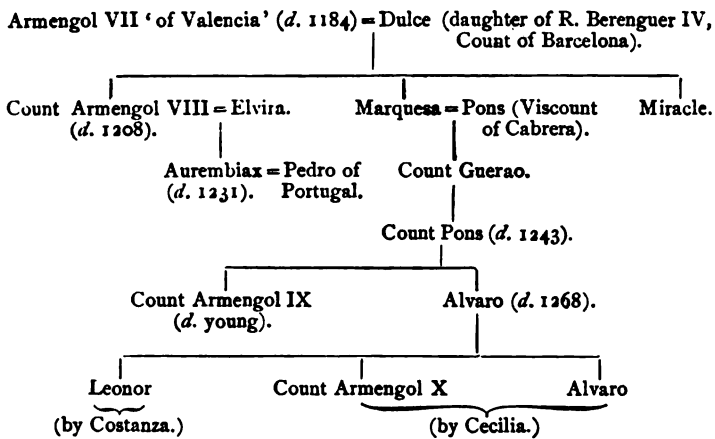 Armengol VII ‘of Valencia’ (d. 1184) = Dulce (daughter of R. Berenguer IV,
Count of Barcelona).
Count Armengol VIII = Elvira.
(d. 1208).
Marquesa = Pons (Viscount
of Cabrera).
Miracle.
Aurembiax = Pedro of
(d. 1231). Portugal.
Count Guerao.
Count Pons (d. 1243).
Count Armengol IX
(d. young).
Alvaro (d. 1268).
Leonor
(by Costanza.)
Count Armengol X
Alvaro
(by Cecilia.)